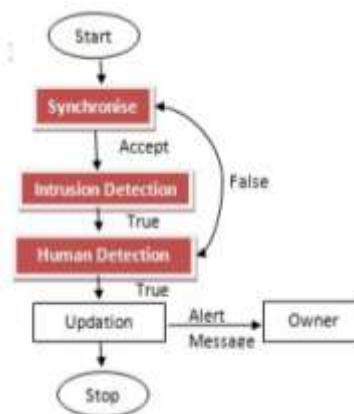 Start
Synchronise
Accept
Intrusion Detection
False
True
Human Detection
True
Updation
Alert
Message
Owner
Stop